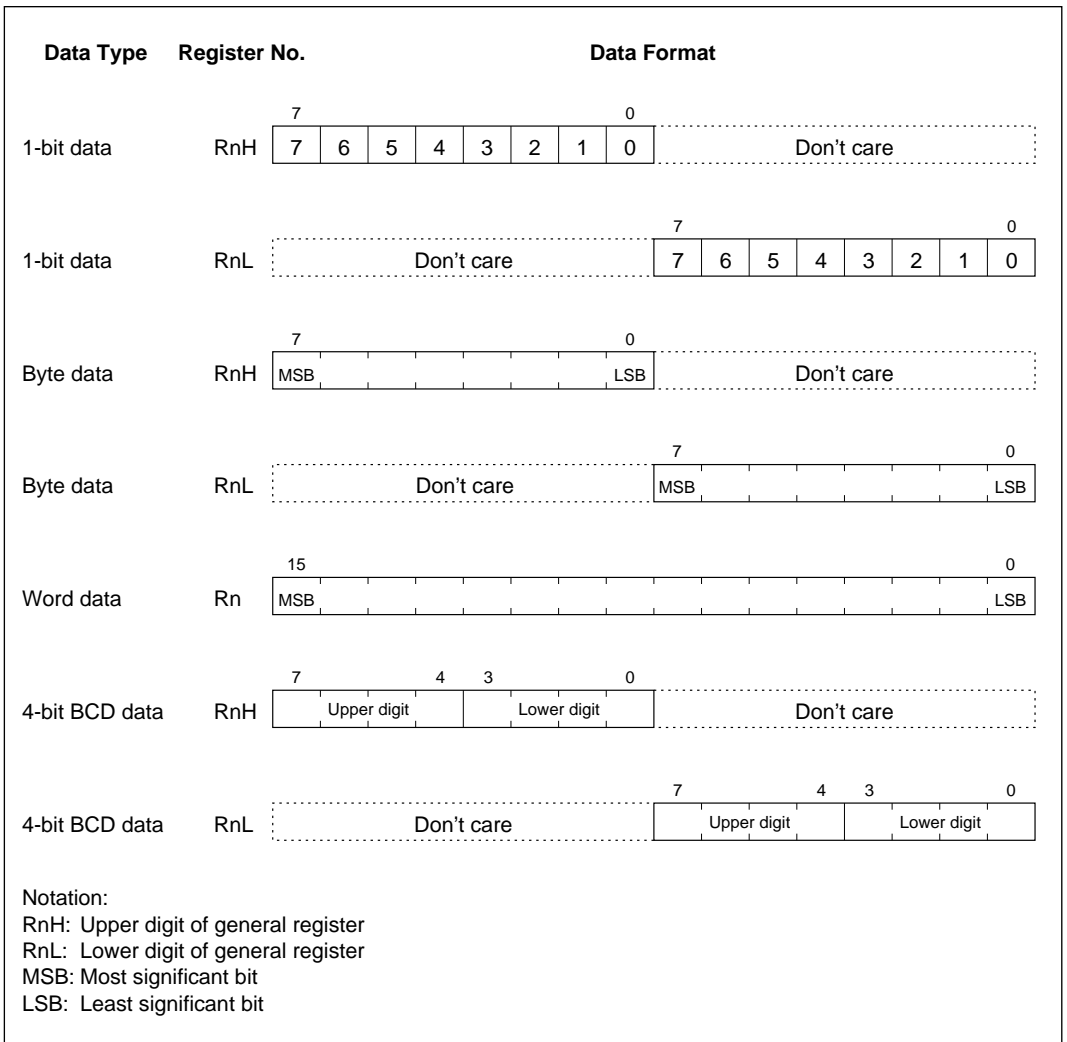 Data Type Register No. Data Format
7 0
1-bit data RnH 7 6 5 4 3 2 1 0 Don't care
7 0
1-bit data RnL Don't care 7 6 5 4 3 2 1 0
7 0
Byte data RnH MSB LSB Don't care
7 0
Byte data RnL Don't care MSB LSB
15 0
Word data Rn MSB LSB
7 4 3 0
4-bit BCD data RnH Upper digit Lower digit Don't care
7 4 3 0
4-bit BCD data RnL Don't care Upper digit Lower digit
Notation:
RnH: Upper digit of general register
RnL: Lower digit of general register
MSB: Most significant bit
LSB: Least significant bit